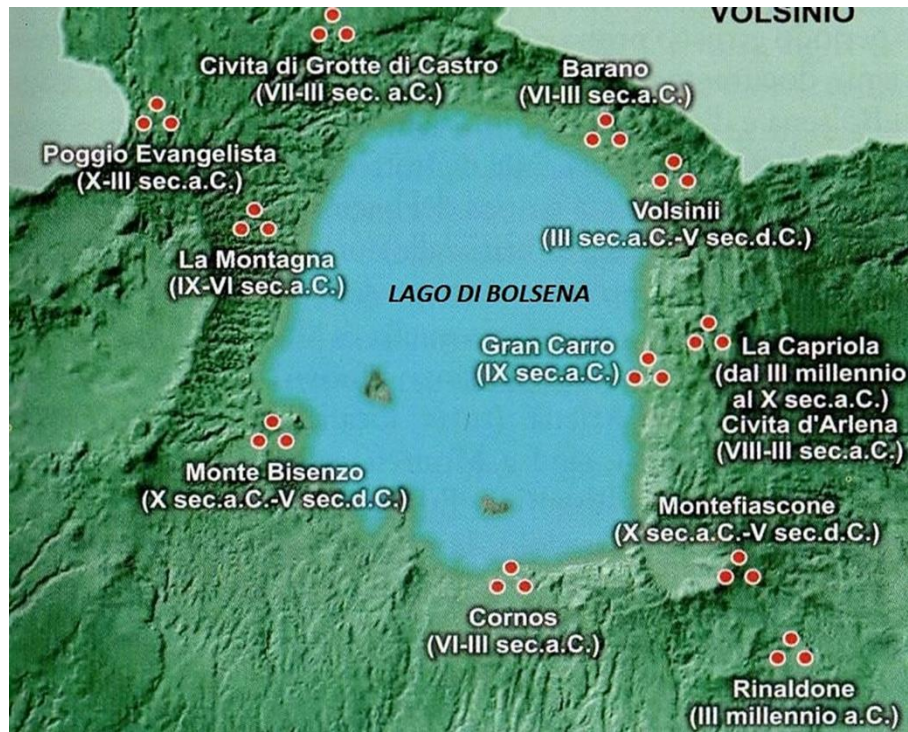 VOLSINIO
Civita di Grotte di Castro
(VII-III sec. a.C.)
Barano
(VI-III sec.a.C.)
Poggio Evangelista
(X-III sec.a.C.)
Volsinii
(III sec.a.C.-V sec.d.C.)
La Montagna
(IX-VI sec.a.C.)
LAGO DI BOLSENA
Gran Carro
(IX sec.a.C.)
La Capriola
(dal III millennio
al X sec.a.C.)
Civita d'Arlena
(VIII-III sec.a.C.)
Monte Bisenzo
(X sec.a.C.-V sec.d.C.)
Montefiascone
(X sec.a.C.-V sec.d.C.)
Cornos
(VI-III sec.a.C.)
Rinaldone
(III millennio a.C.)